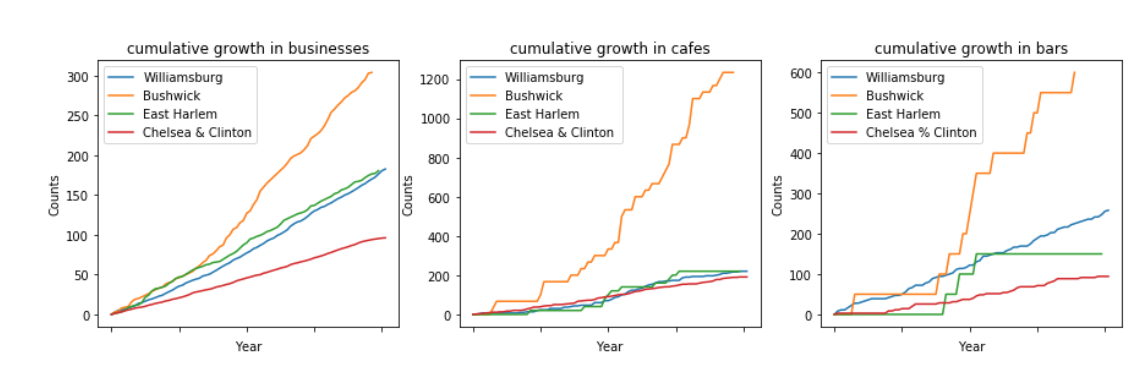 cumulative growth in businesses
300
250
200
150
100
50
0
Counts
Williamsburg
Bushwick
East Harlem
Chelsea & Clinton
Year
cumulative growth in cafes
1200
1000
800
600
400
200
0
Counts
Williamsburg
Bushwick
East Harlem
Chelsea & Clinton
Year
cumulative growth in bars
600
500
400
300
200
100
0
Counts
Williamsburg
Bushwick
East Harlem
Chelsea % Clinton
Year